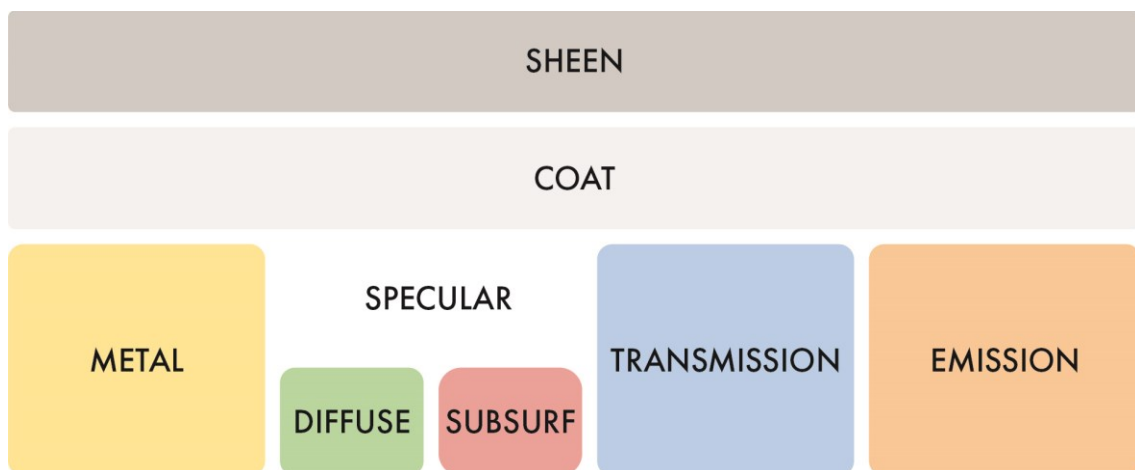 SHEEN
COAT
SPECULAR
METAL
TRANSMISSION
EMISSION
DIFFUSE
SUBSURF